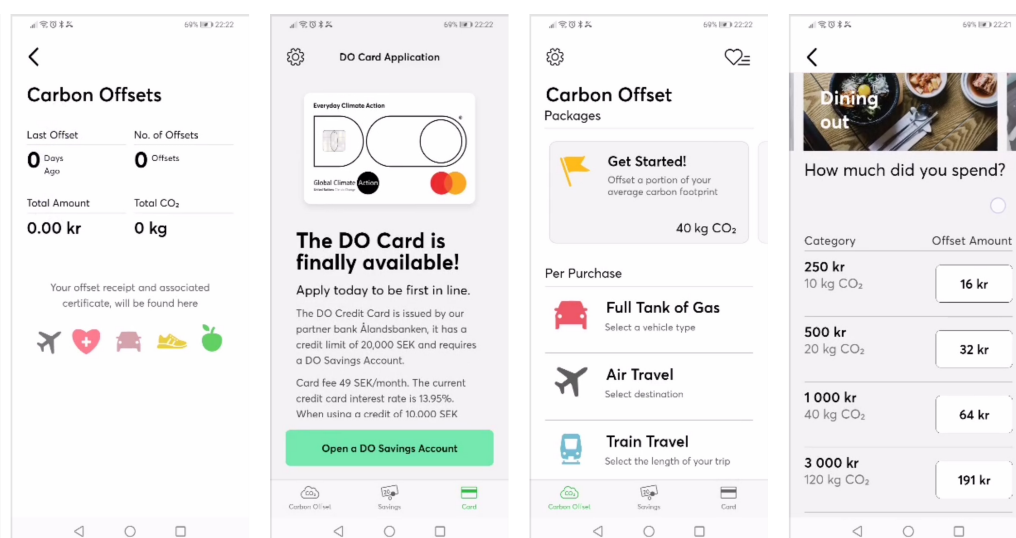 69% 22:22
Carbon Offsets
Last Offset
No. of Offsets
0 Days Ago
0 Offsets
Total Amount
Total CO₂
0.00 kr
0 kg
Your offset receipt and associated
certificate, will be found here
69% 22:22
DO Card Application
Everyday Climate Action
DO
Global Climate Action
The DO Card is
finally available!
Apply today to be first in line.
The DO Credit Card is issued by our
partner bank Ålandsbanken, it has a
credit limit of 20,000 SEK and requires
a DO Savings Account.
Card fee 49 SEK/month. The current
credit card interest rate is 13.95%.
When using a credit of 10.000 SEK
Open a DO Savings Account
Carbon Offset
Savings
Card
69% 22:22
Carbon Offset
Packages
Get Started!
Offset a portion of your
average carbon footprint
40 kg CO₂
Per Purchase
Full Tank of Gas
Select a vehicle type
Air Travel
Select destination
Train Travel
Select the length of your trip
Carbon Offset
Savings
Card
69% 22:21
Dining
out
How much did you spend?
Category
Offset Amount
250 kr
10 kg CO₂
16 kr
500 kr
20 kg CO₂
32 kr
1 000 kr
40 kg CO₂
64 kr
3 000 kr
120 kg CO₂
191 kr